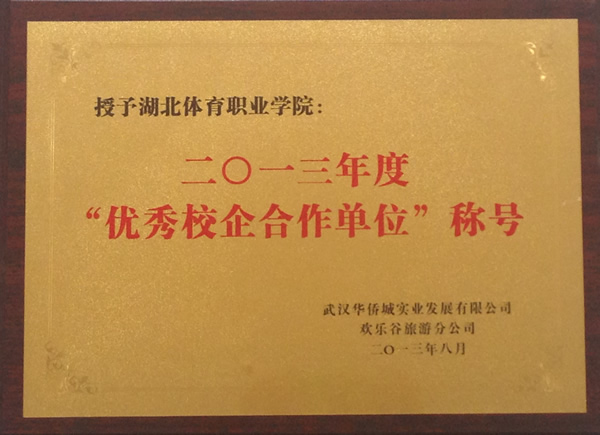 授予湖北体育职业学院：
二〇一三年度
“优秀校企合作单位”称号
武汉华侨城实业发展有限公司
欢乐谷旅游分公司
二〇一三年八月